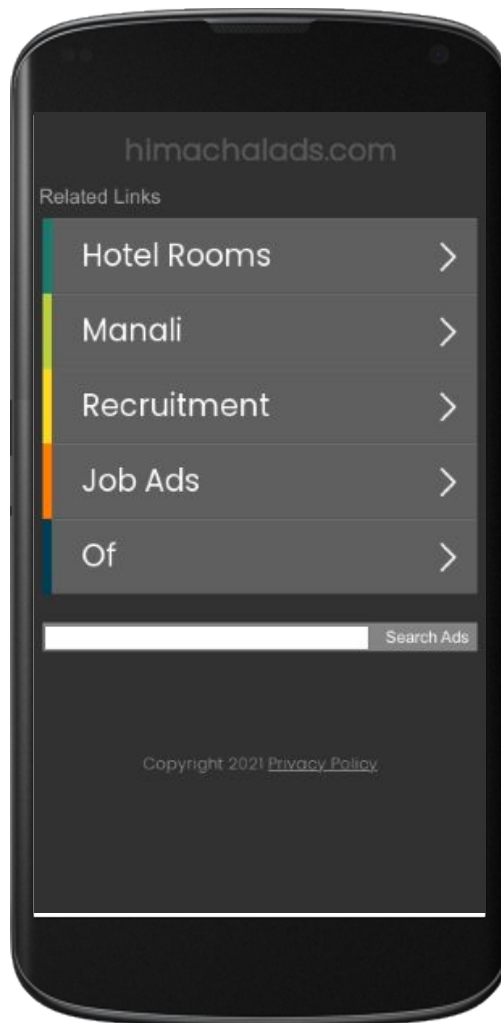 himachalads.com
Related Links
Hotel Rooms
Manali
Recruitment
Job Ads
Of
Search Ads
Copyright 2021 Privacy Policy